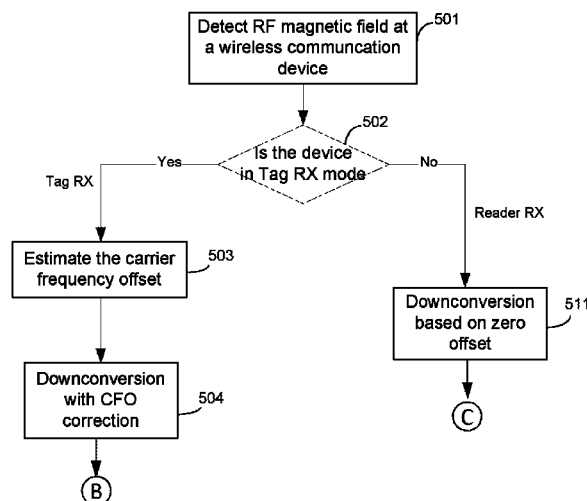 Detect RF magnetic field at
a wireless communcation
device
501
502
Is the device
in Tag RX mode
Yes
No
Tag RX
Reader RX
Estimate the carrier
frequency offset
503
Downconversion
based on zero
offset
511
Downconversion
with CFO
correction
504
C
B